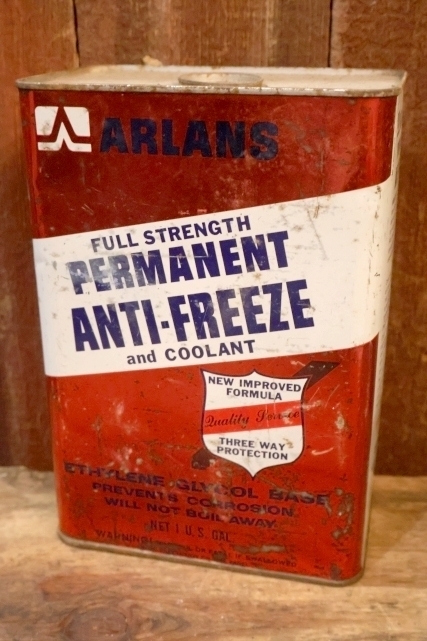 ARLANS
FULL STRENGTH
PERMANENT
ANTI-FREEZE
and COOLANT
NEW IMPROVED
FORMULA
Quality
THREE WAY
PROTECTION
ETHYLENE GLYCOL BASE
PREVENTS CORROSION,
WILL NOT BOIL AWAY
NET 1 U.S. GAL.
WARNING